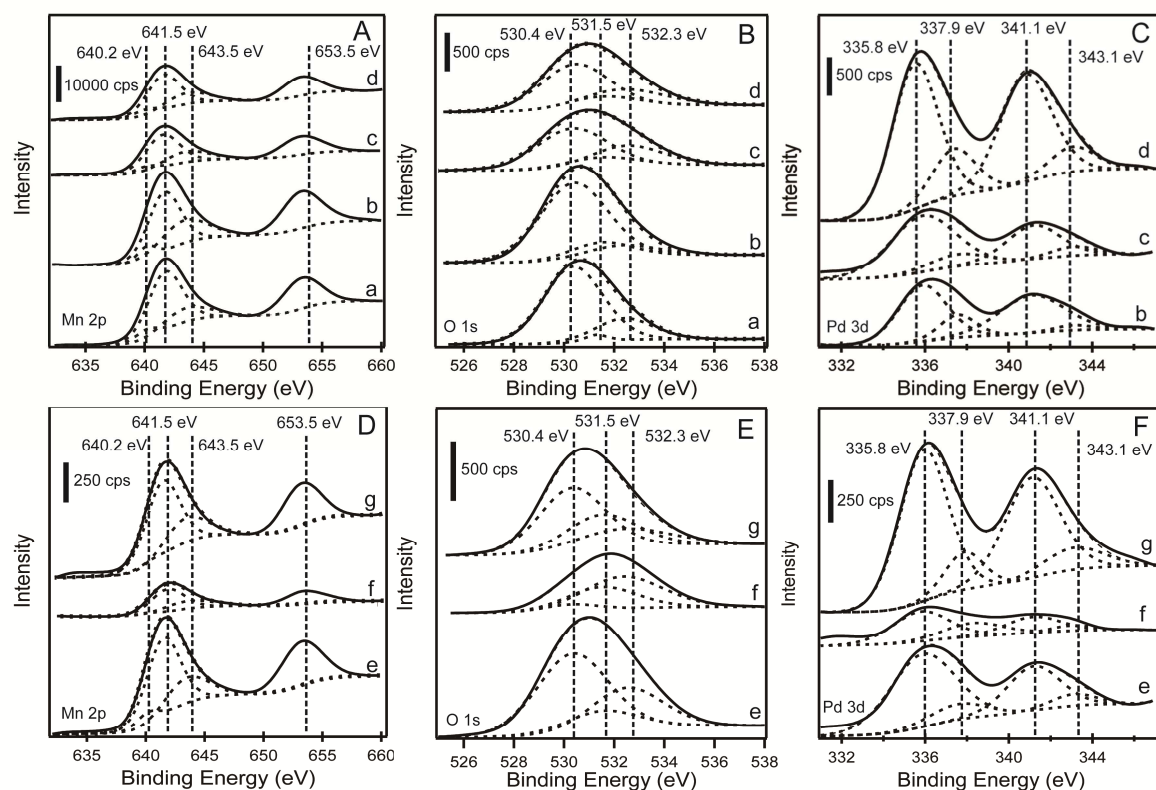 A
641.5 eV
653.5 eV
640.2 eV
643.5 eV
10000 cps
d
c
b
a
Mn 2p
Intensity
635 640 645 650 655 660
Binding Energy (eV)
B
531.5 eV
530.4 eV
532.3 eV
500 cps
d
c
b
a
O 1s
Intensity
526 528 530 532 534 536 538
Binding Energy (eV)
C
337.9 eV
341.1 eV
335.8 eV
343.1 eV
500 cps
d
c
b
Pd 3d
Intensity
332 336 340 344
Binding Energy (eV)
D
641.5 eV
653.5 eV
640.2 eV
643.5 eV
250 cps
g
f
e
Mn 2p
Intensity
635 640 645 650 655 660
Binding Energy (eV)
E
531.5 eV
530.4 eV
532.3 eV
500 cps
g
f
e
O 1s
Intensity
526 528 530 532 534 536 538
Binding Energy (eV)
F
337.9 eV
341.1 eV
335.8 eV
343.1 eV
250 cps
g
f
e
Pd 3d
Intensity
332 336 340 344
Binding Energy (eV)